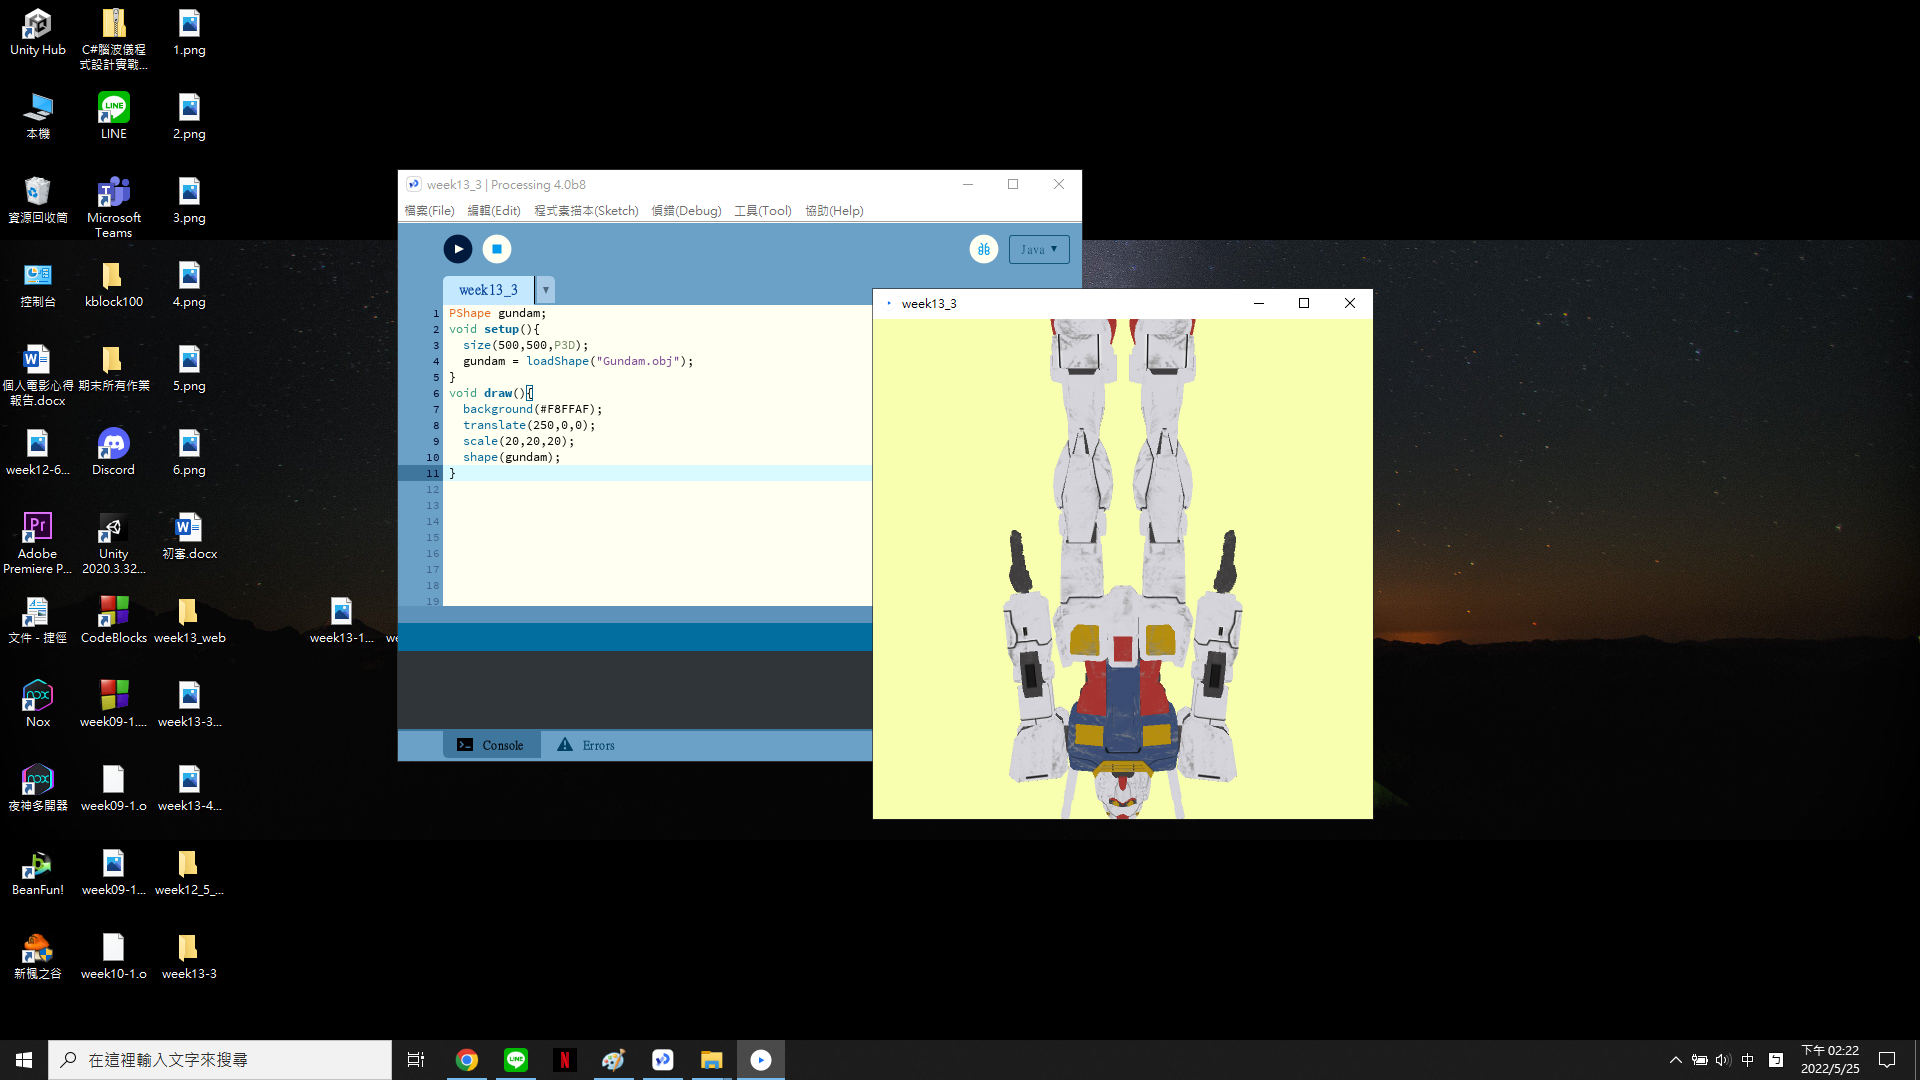 Unity Hub
C#腦波儀程
式設計實戰...
1.png
本機
LINE
2.png
資源回收筒
Microsoft
Teams
3.png
控制台
kblock100
4.png
個人電影心得
報告.docx
期末所有作業
5.png
week12-6...
Discord
6.png
Adobe
Premiere P...
Unity
2020.3.32...
初審.docx
文件 - 捷徑
CodeBlocks
week13_web
week13-1...
Nox
week09-1....
week13-3...
夜神多開器
week09-1.o
week13-4...
BeanFun!
week09-1...
week12_5_...
新楓之谷
week10-1.o
week13-3
week13_3 | Processing 4.0b8
檔案(File) 編輯(Edit) 程式素描本(Sketch) 偵錯(Debug) 工具(Tool) 協助(Help)
Java ▼
week13_3 ▼
1 PShape gundam;
2 void setup(){
3   size(500,500,P3D);
4   gundam = loadShape("Gundam.obj");
5 }
6 void draw(){
7   background(#F8FFAF);
8   translate(250,0,0);
9   scale(20,20,20);
10   shape(gundam);
11 }
12
13
14
15
16
17
18
19
Console
Errors
week13_3
在這裡輸入文字來搜尋
中
ㄅ
下午 02:22
2022/5/25